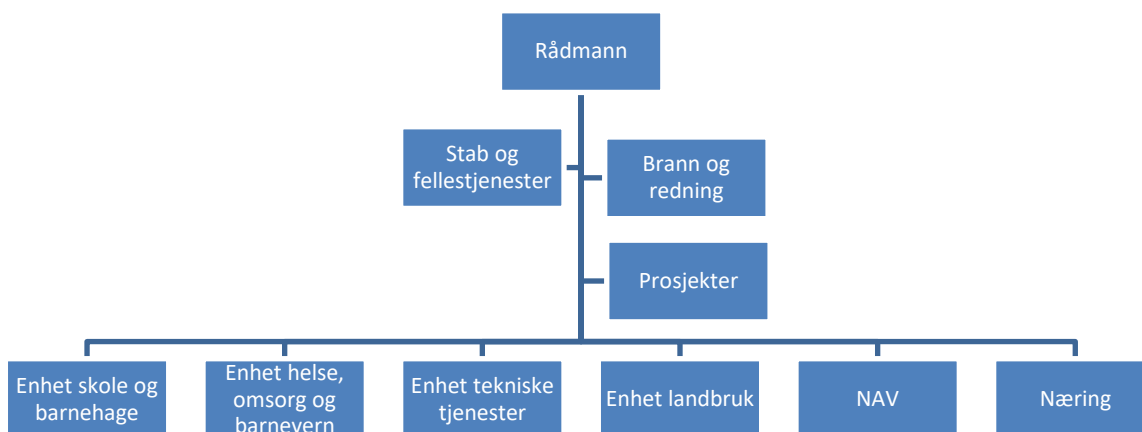 Rådmann
Stab og
fellestjenester
Brann og
redning
Prosjekter
Enhet skole og
barnehage
Enhet helse,
omsorg og
barnevern
Enhet tekniske
tjenester
Enhet landbruk
NAV
Næring